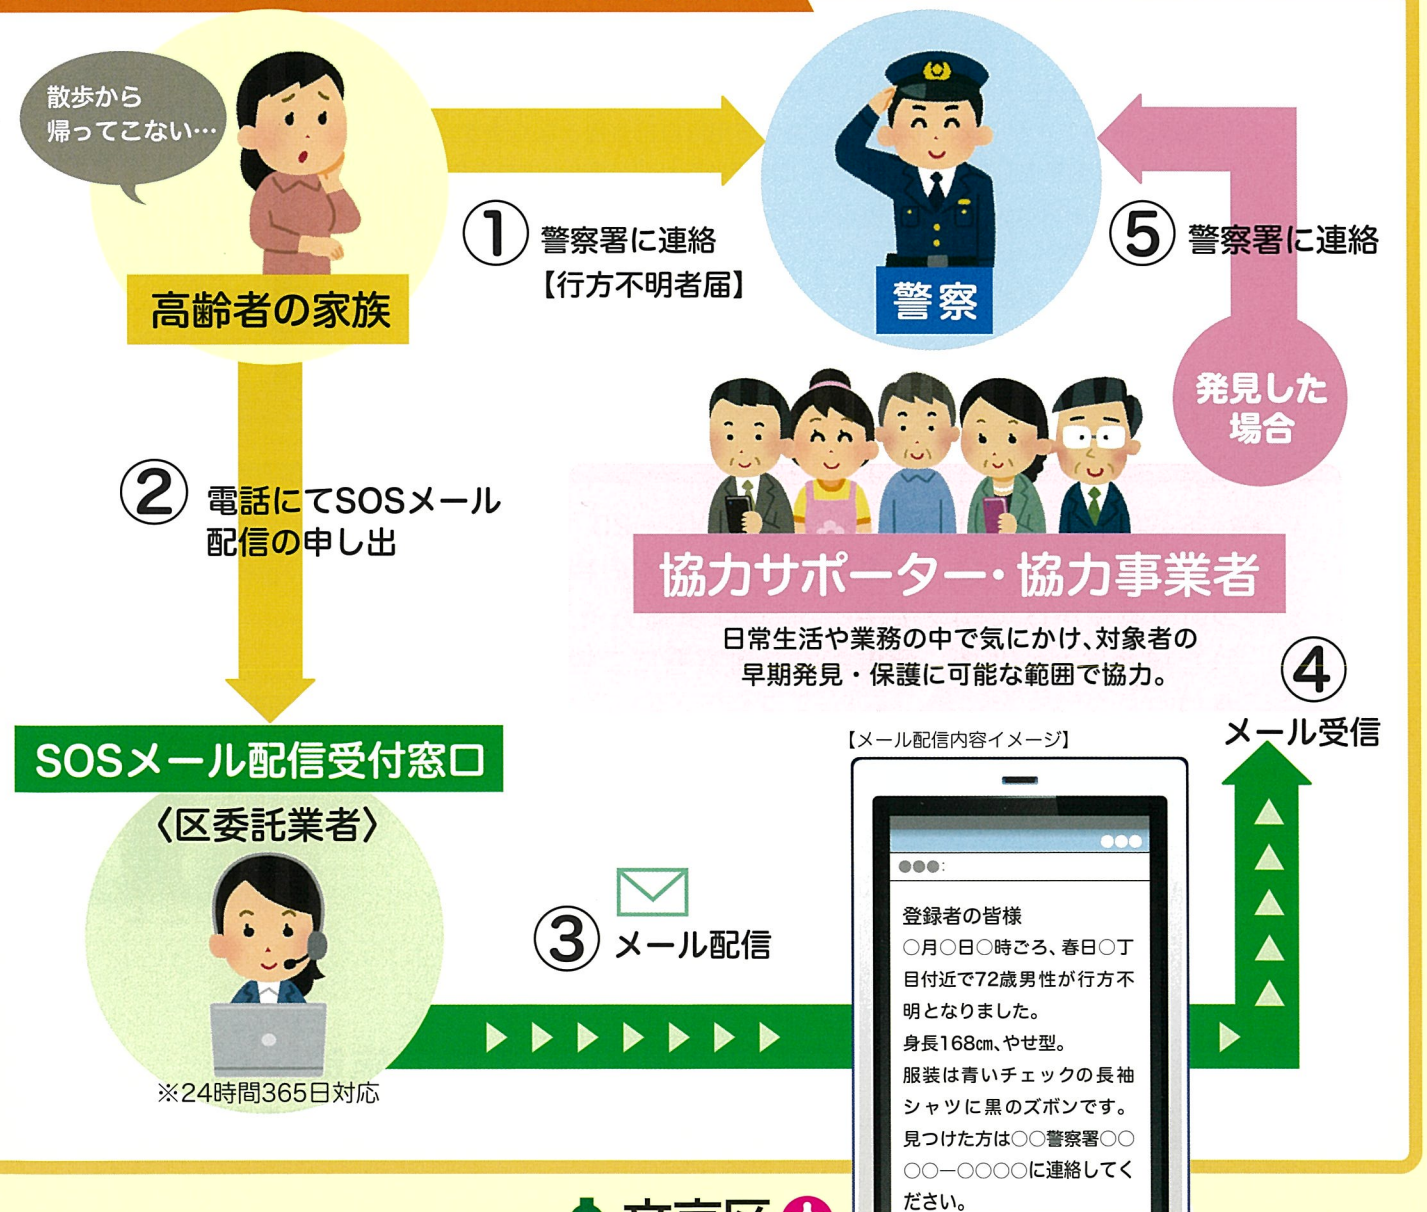 散歩から
帰ってこない…
高齢者の家族
① 警察署に連絡
【行方不明者届】
警察
⑤ 警察署に連絡
発見した
場合
② 電話にてSOSメール
配信の申し出
協力サポーター・協力事業者
日常生活や業務の中で気にかけ、対象者の
早期発見・保護に可能な範囲で協力。
④
メール受信
SOSメール配信受付窓口
〈区委託業者〉
※24時間365日対応
③ メール配信
【メール配信内容イメージ】
●●●:
登録者の皆様
○月○日○時ごろ、春日○丁
目付近で72歳男性が行方不
明となりました。
身長168㎝、やせ型。
服装は青いチェックの長袖
シャツに黒のズボンです。
見つけた方は○○警察署○○
○○ー○○○○に連絡してく
ださい。
文京区